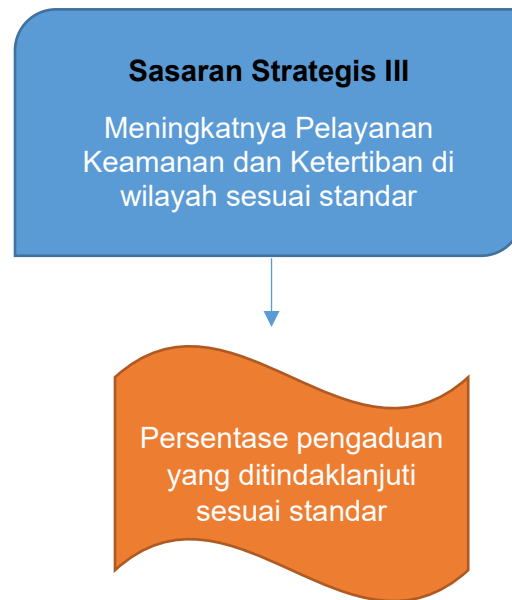 Sasaran Strategis III
Meningkatnya Pelayanan
Keamanan dan Ketertiban di
wilayah sesuai standar
Persentase pengaduan
yang ditindaklanjuti
sesuai standar